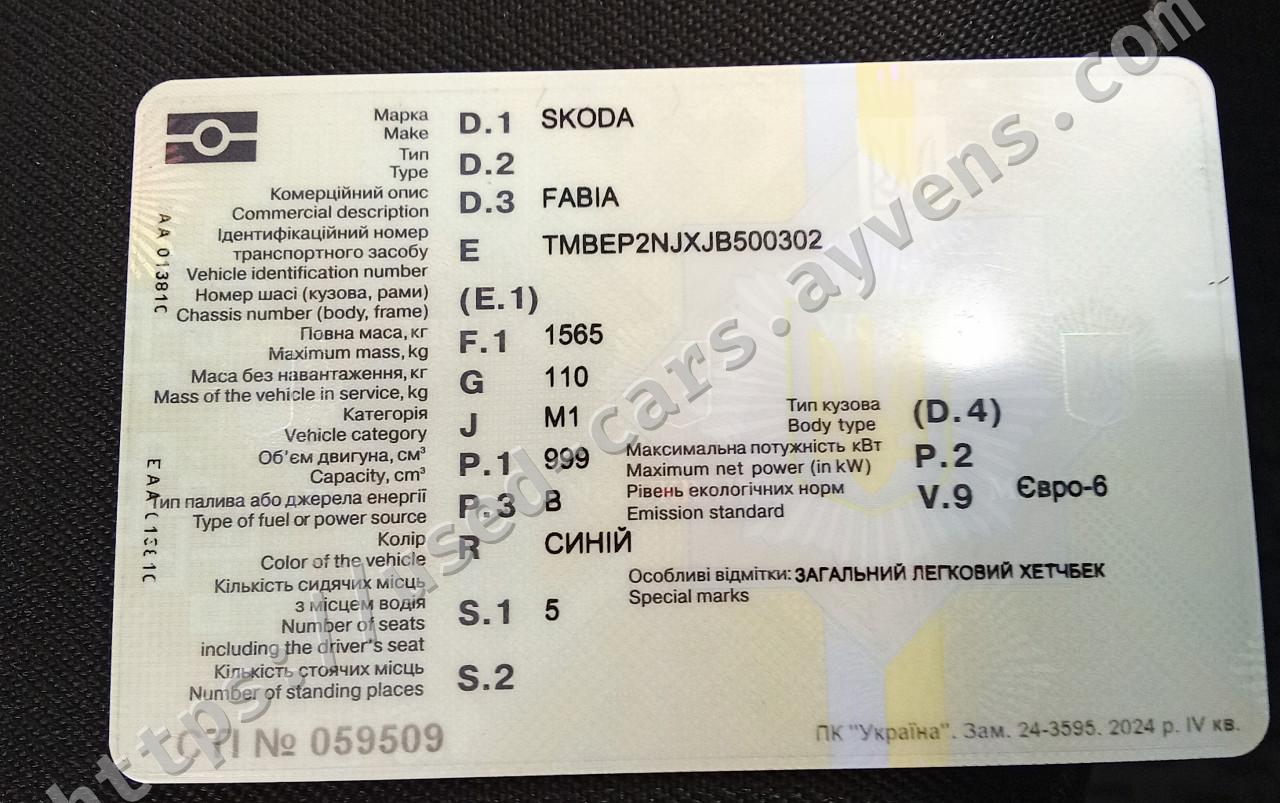 Марка
Make D.1 SKODA
Тип
Type D.2
Комерційний опис
Commercial description D.3 FABIA
Ідентифікаційний номер
транспортного засобу
Vehicle identification number E TMBEP2NJXJB500302
Номер шасі (кузова, рами)
Chassis number (body, frame) (E.1)
Повна маса, кг
Maximum mass, kg F.1 1565
Маса без навантаження, кг
Mass of the vehicle in service, kg G 110
Категорія
Vehicle category J M1
Тип кузова
Body type (D.4)
Об'єм двигуна, см³
Capacity, cm³ P.1 999
Максимальна потужність кВт
Maximum net power (in kW) P.2
Тип палива або джерела енергії
Type of fuel or power source P.3 B
Рівень екологічних норм
Emission standard V.9 Євро-6
Колір
Color of the vehicle R СИНІЙ
Особливі відмітки: ЗАГАЛЬНИЙ ЛЕГКОВИЙ ХЕТЧБЕК
Special marks
Кількість сидячих місць
з місцем водія
Number of seats
including the driver's seat S.1 5
Кількість стоячих місць
Number of standing places S.2
№ 059509
ПК "Україна". Зам. 24-3595. 2024 р. IV кв.
https://used-cars.ayvens.com